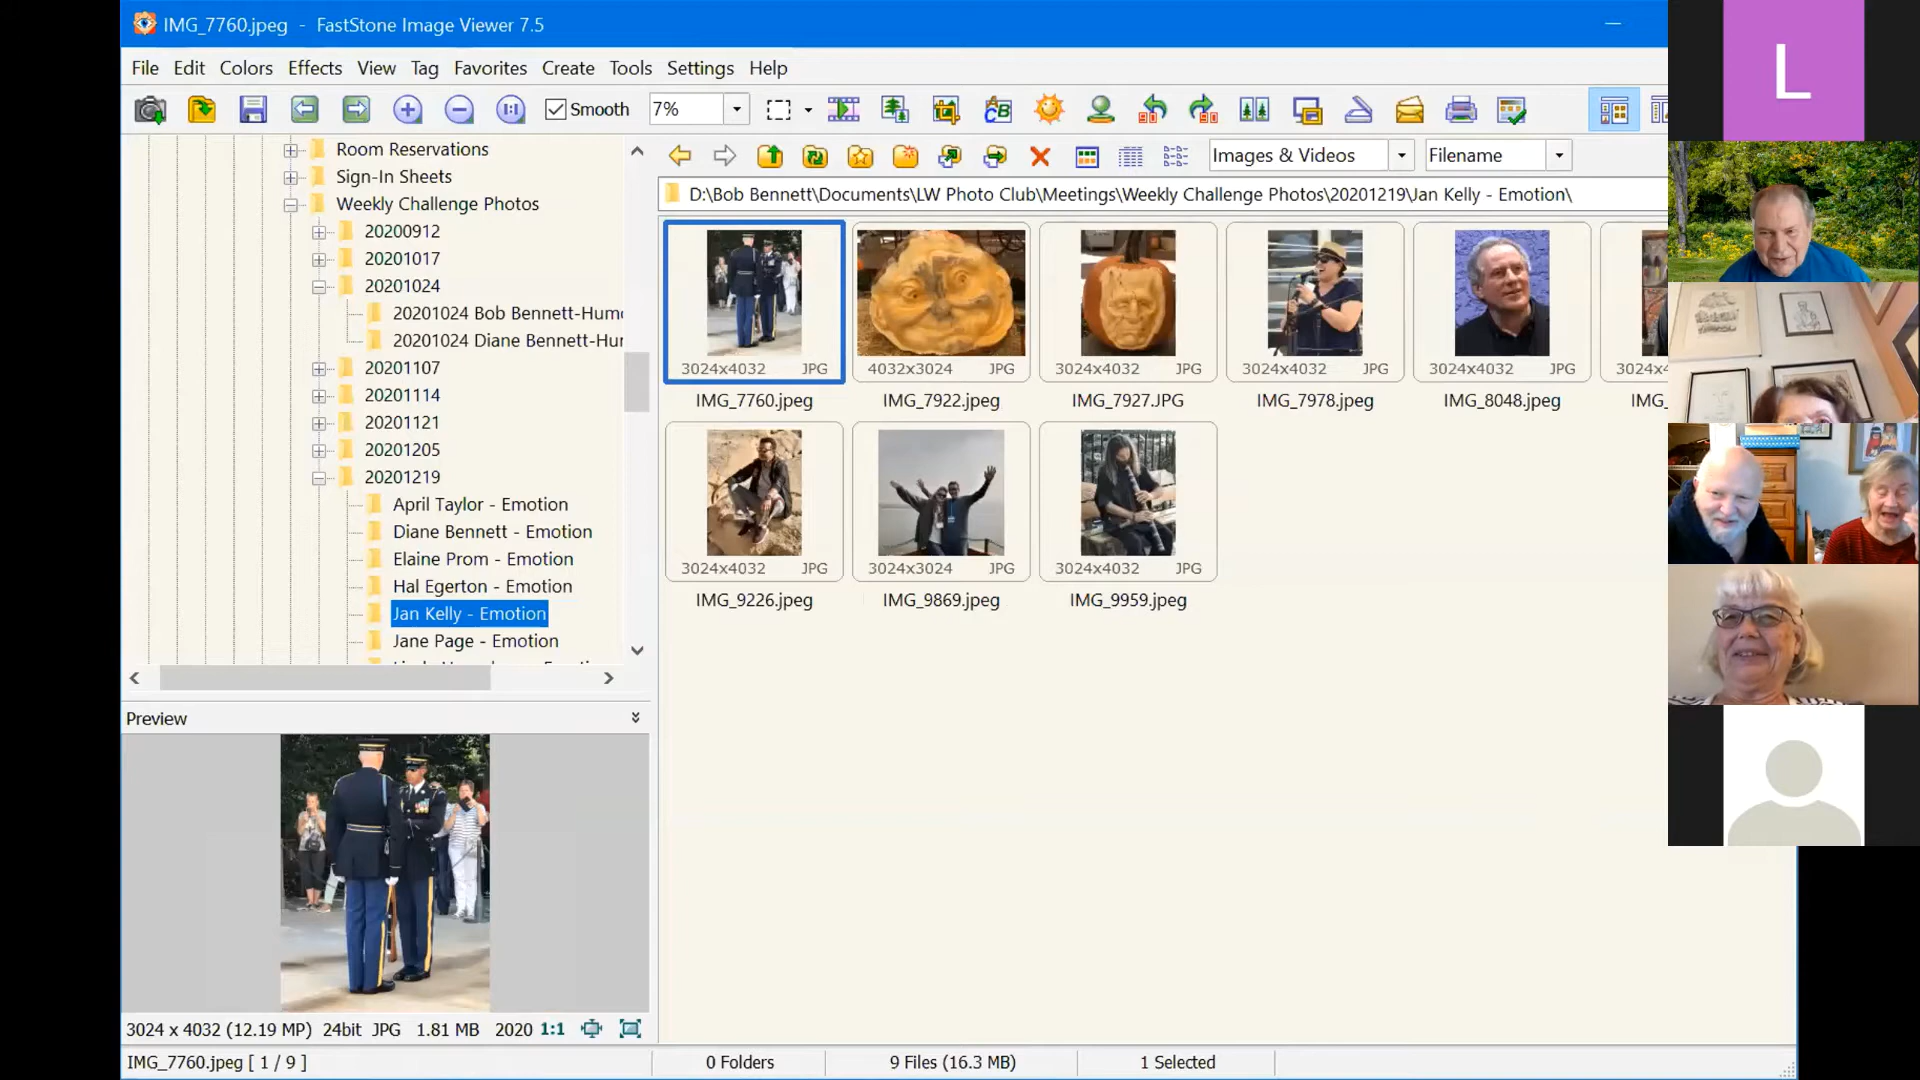 IMG_7760.jpeg - FastStone Image Viewer 7.5
File Edit Colors Effects View Tag Favorites Create Tools Settings Help
Smooth 7%
Room Reservations
Sign-In Sheets
Weekly Challenge Photos
20200912
20201017
20201024
20201024 Bob Bennett-Hum
20201024 Diane Bennett-Hu
20201107
20201114
20201121
20201205
20201219
April Taylor - Emotion
Diane Bennett - Emotion
Elaine Prom - Emotion
Hal Egerton - Emotion
Jan Kelly - Emotion
Jane Page - Emotion
Images & Videos Filename
D:\Bob Bennett\Documents\LW Photo Club\Meetings\Weekly Challenge Photos\20201219\Jan Kelly - Emotion\
3024x4032 JPG 4032x3024 JPG 3024x4032 JPG 3024x4032 JPG 3024x4032 JPG 3024x4
IMG_7760.jpeg IMG_7922.jpeg IMG_7927.JPG IMG_7978.jpeg IMG_8048.jpeg IMG_
3024x4032 JPG 3024x3024 JPG 3024x4032 JPG
IMG_9226.jpeg IMG_9869.jpeg IMG_9959.jpeg
Preview
3024 x 4032 (12.19 MP) 24bit JPG 1.81 MB 2020 1:1
IMG_7760.jpeg [ 1 / 9 ] 0 Folders 9 Files (16.3 MB) 1 Selected
L